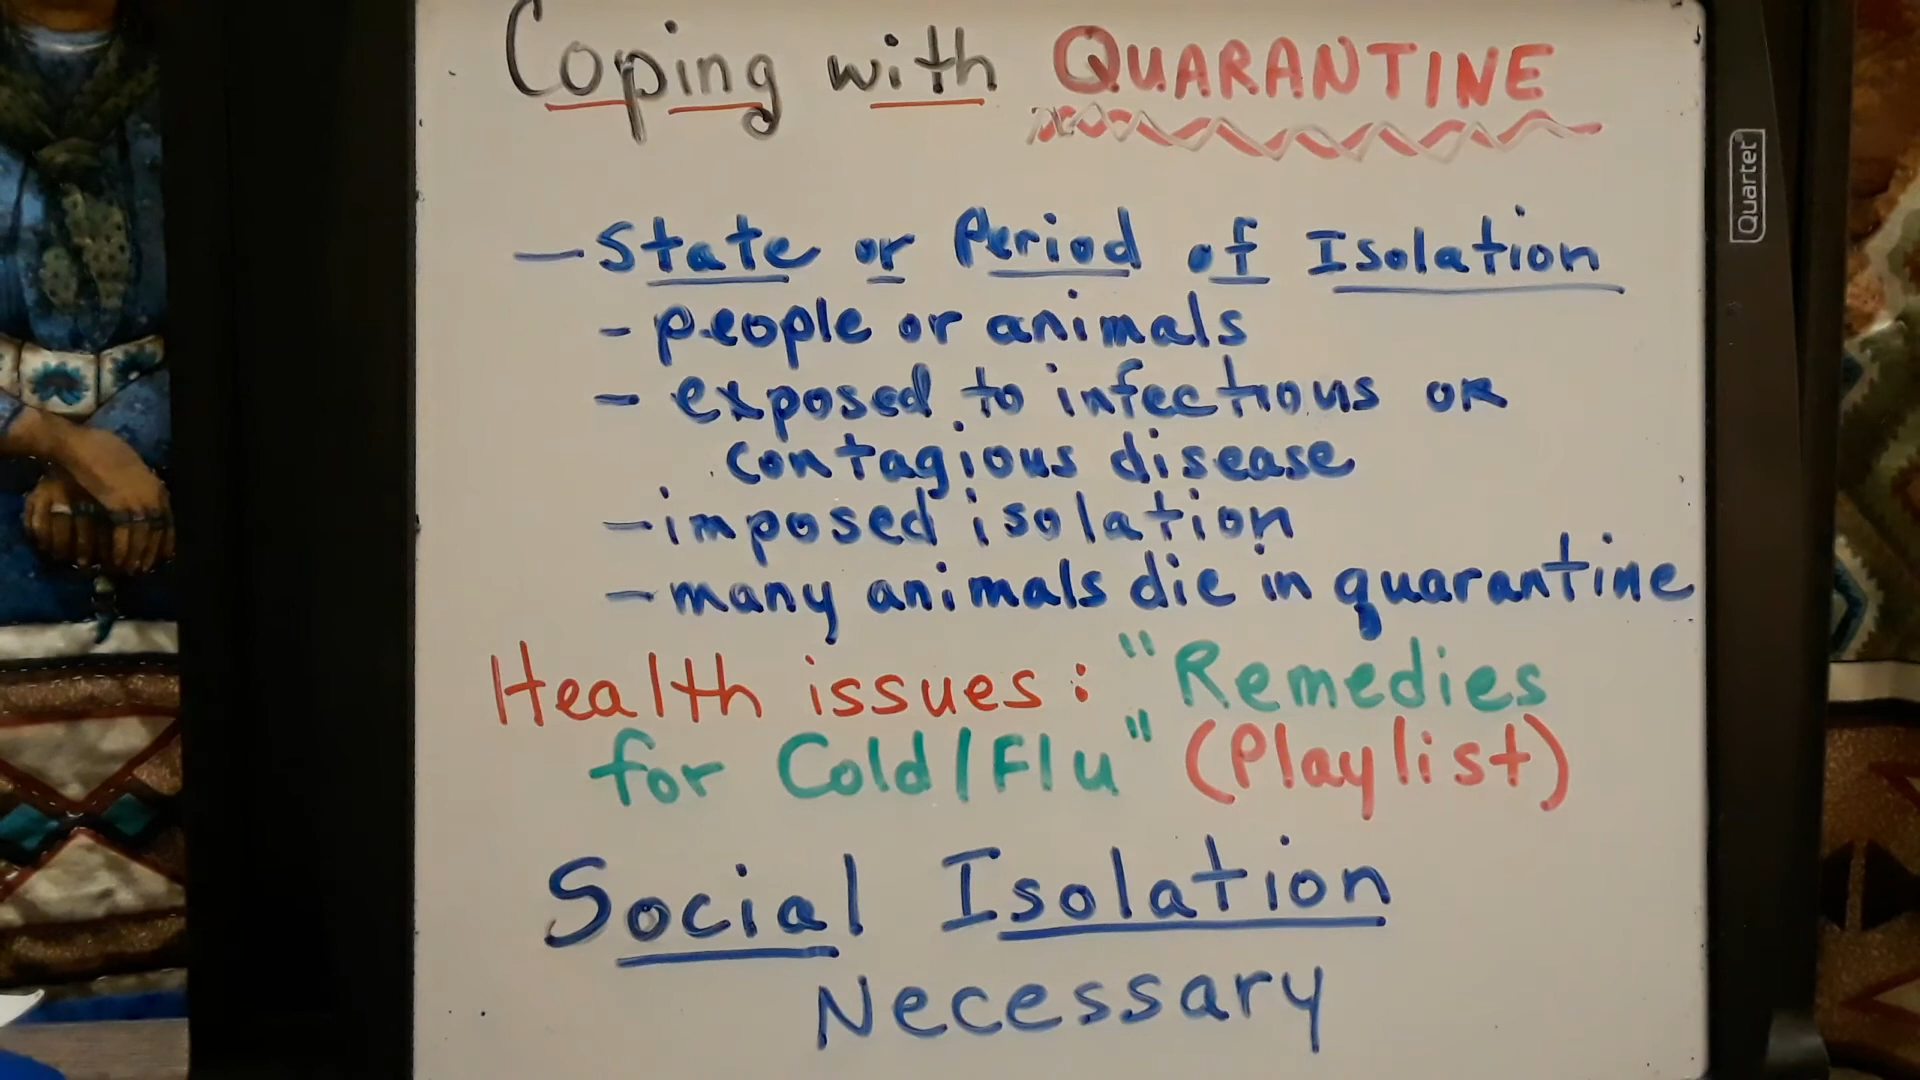 Coping with QUARANTINE
Quartet
— State or Period of Isolation
- people or animals
- exposed to infectious or
contagious disease
- imposed isolation
- many animals die in quarantine
Health issues: "Remedies
for Cold/Flu" (Playlist)
Social Isolation
Necessary